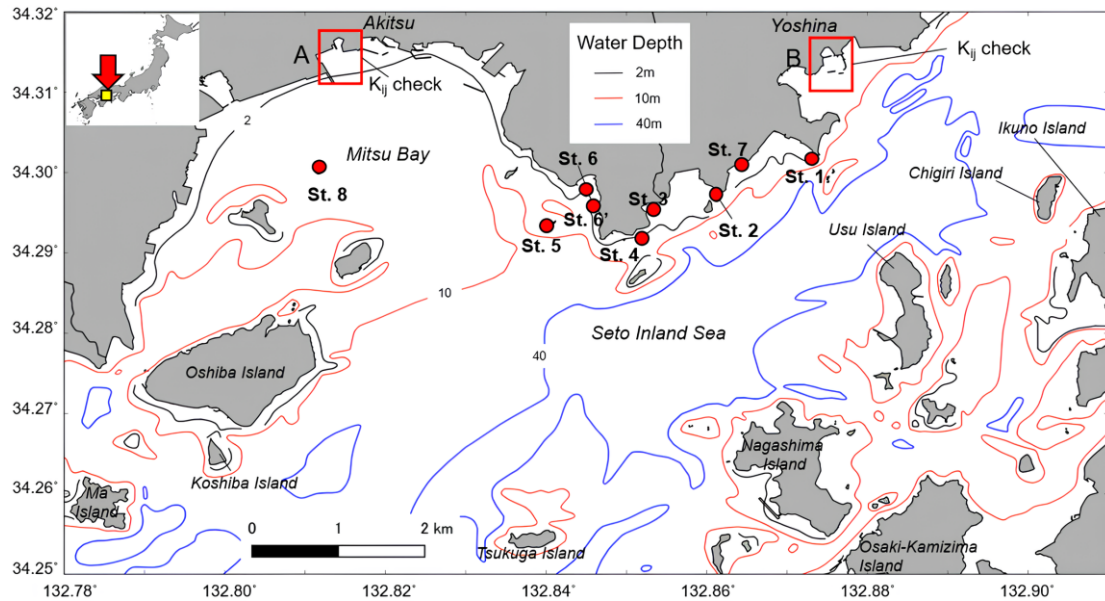 34.32
34.31
34.30
34.29
34.28
34.27
34.26
34.25
132.78
132.80
132.82
132.84
132.86
132.88
132.90
Akitsu
A
Kij check
Yoshina
B
Kij check
Water Depth
2m
10m
40m
2
Mitsu Bay
St. 8
St. 6
St. 6'
St. 5
St. 3
St. 4
St. 7
St. 2
St. 1
1'
Ikuno Island
Chigiri Island
Usu Island
10
40
Seto Inland Sea
Oshiba Island
Koshiba Island
Ma
Island
Nagashima
Island
0 1 2 km
Tsukuga Island
Osaki-Kamizima
Island